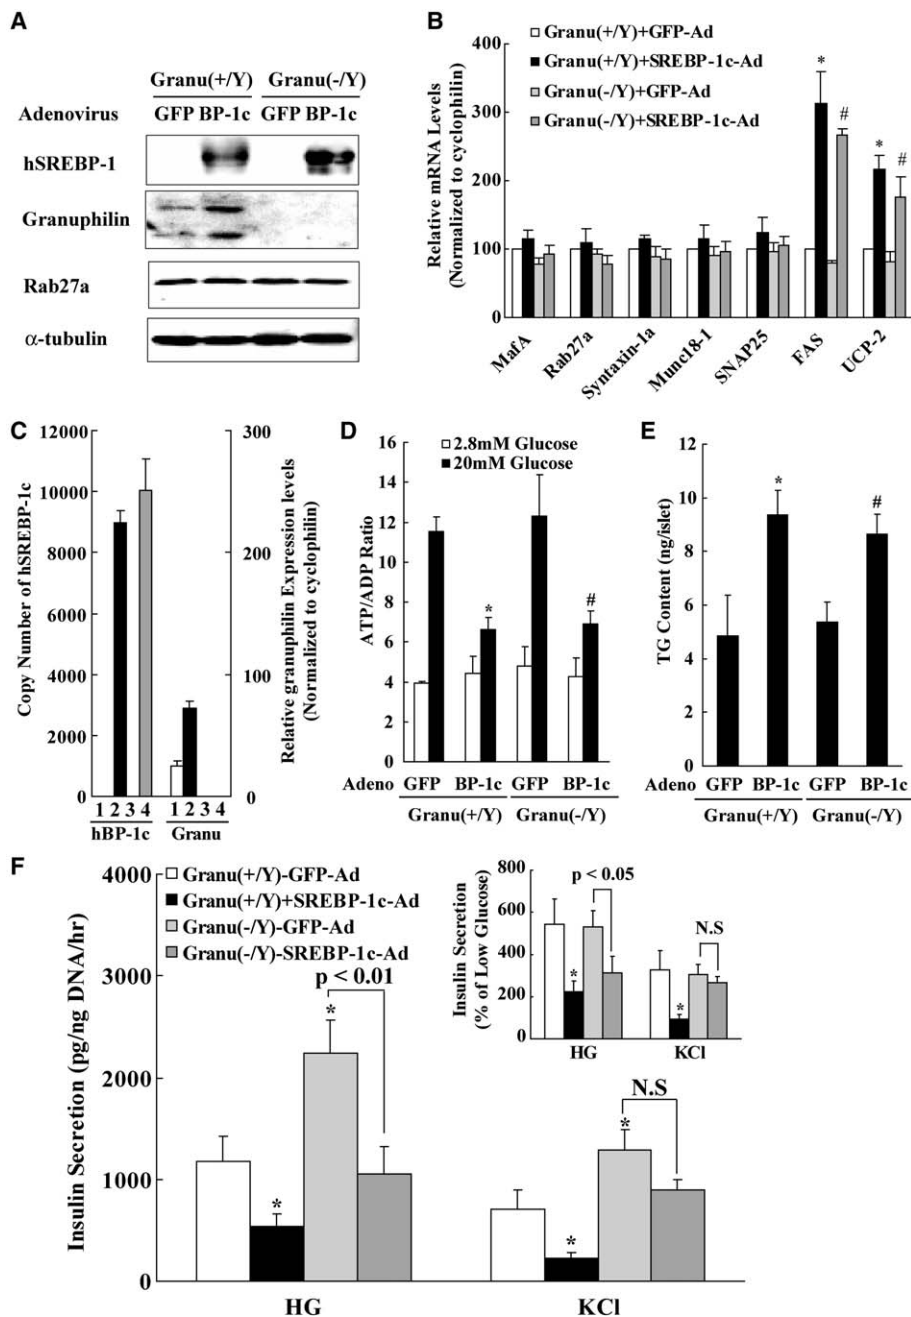 A
Granu(+/Y) Granu(-/Y)
Adenovirus GFP BP-1c GFP BP-1c
hSREBP-1
Granuphilin
Rab27a
α-tubulin
B
Granu(+/Y)+GFP-Ad
Granu(+/Y)+SREBP-1c-Ad
Granu(-/Y)+GFP-Ad
Granu(-/Y)+SREBP-1c-Ad
Relative mRNA Levels
(Normalized to cyclophilin)
400
300
200
100
0
* # * #
MafA Rab27a Syntaxin-1a Munc18-1 SNAP25 FAS UCP-2
C
Copy Number of hSREBP-1c
12000
10000
8000
6000
4000
2000
0
300
200
100
0
Relative granuphilin Expression levels
(Normalized to cyclophilin)
1 2 3 4 1 2 3 4
hBP-1c Granu
D
2.8mM Glucose
20mM Glucose
ATP/ADP Ratio
16
14
12
10
8
6
4
2
0
* #
Adeno GFP BP-1c GFP BP-1c
Granu(+/Y) Granu(-/Y)
E
TG Content (ng/islet)
12
10
8
6
4
2
0
* #
Adeno GFP BP-1c GFP BP-1c
Granu(+/Y) Granu(-/Y)
F
Granu(+/Y)-GFP-Ad
Granu(+/Y)+SREBP-1c-Ad
Granu(-/Y)-GFP-Ad
Granu(-/Y)-SREBP-1c-Ad
Insulin Secretion (pg/ng DNA/hr)
4000
3000
2000
1000
0
p < 0.01
* *
N.S
* *
HG KCl
Insulin Secretion
(% of Low Glucose)
800
600
400
200
0
p < 0.05
N.S
* *
HG KCl